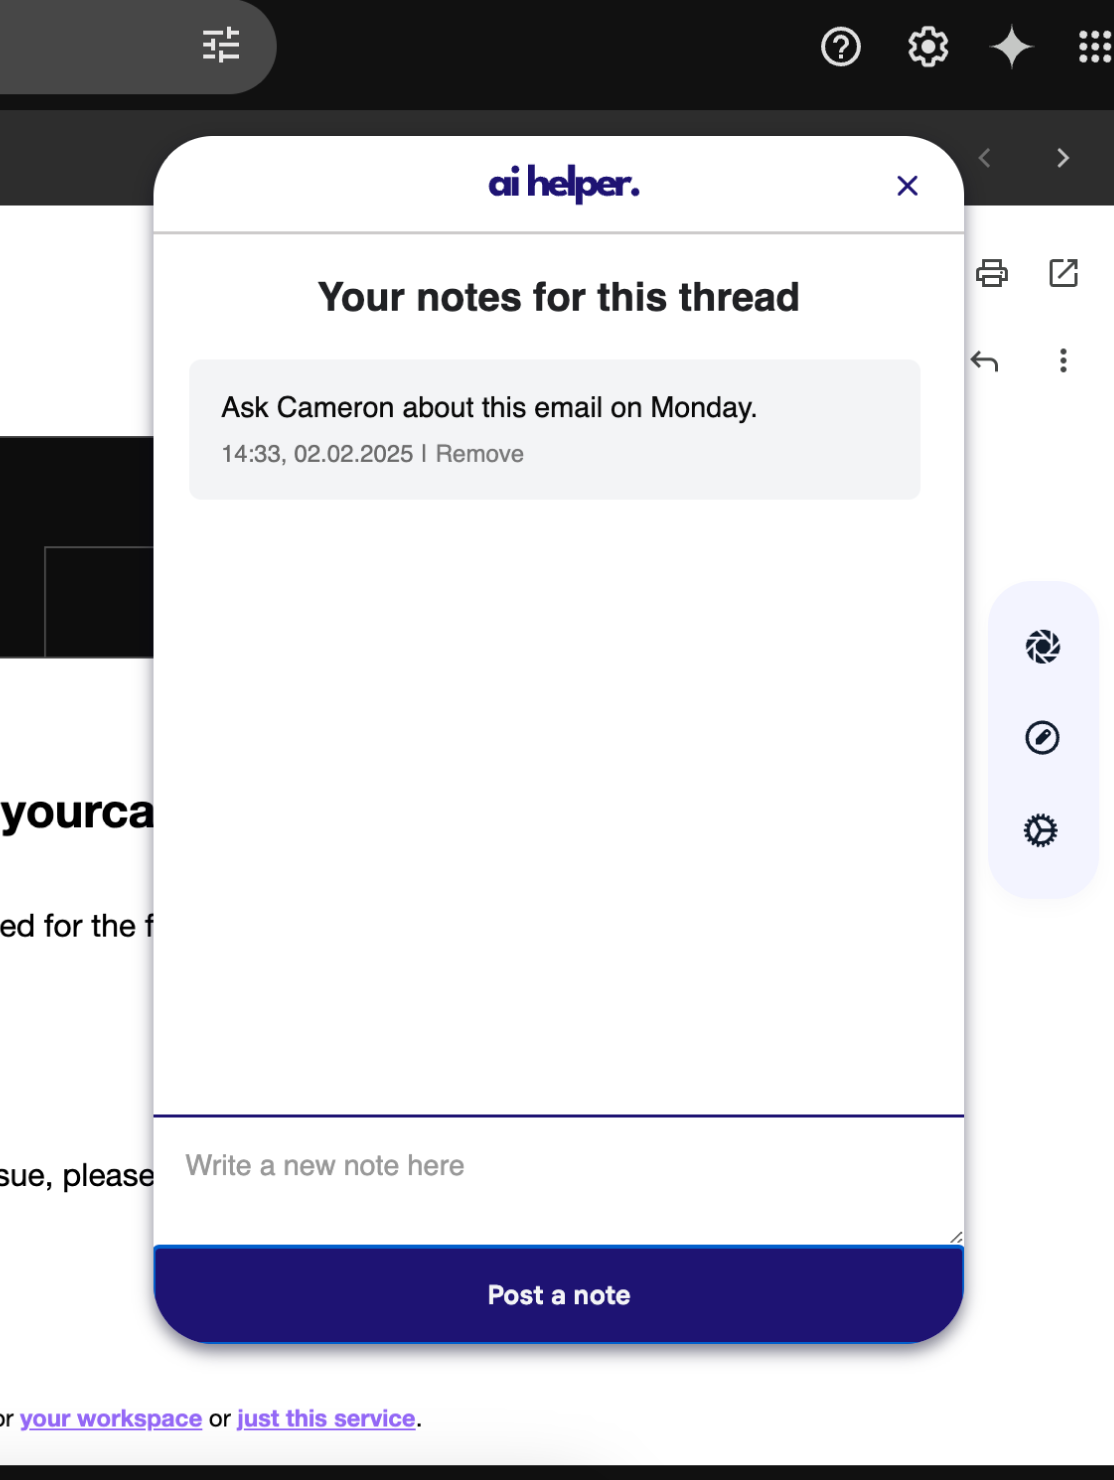 ai helper.
Your notes for this thread
Ask Cameron about this email on Monday.
14:33, 02.02.2025 | Remove
yourca
ed for the f
Write a new note here
sue, please
Post a note
or your workspace or just this service.